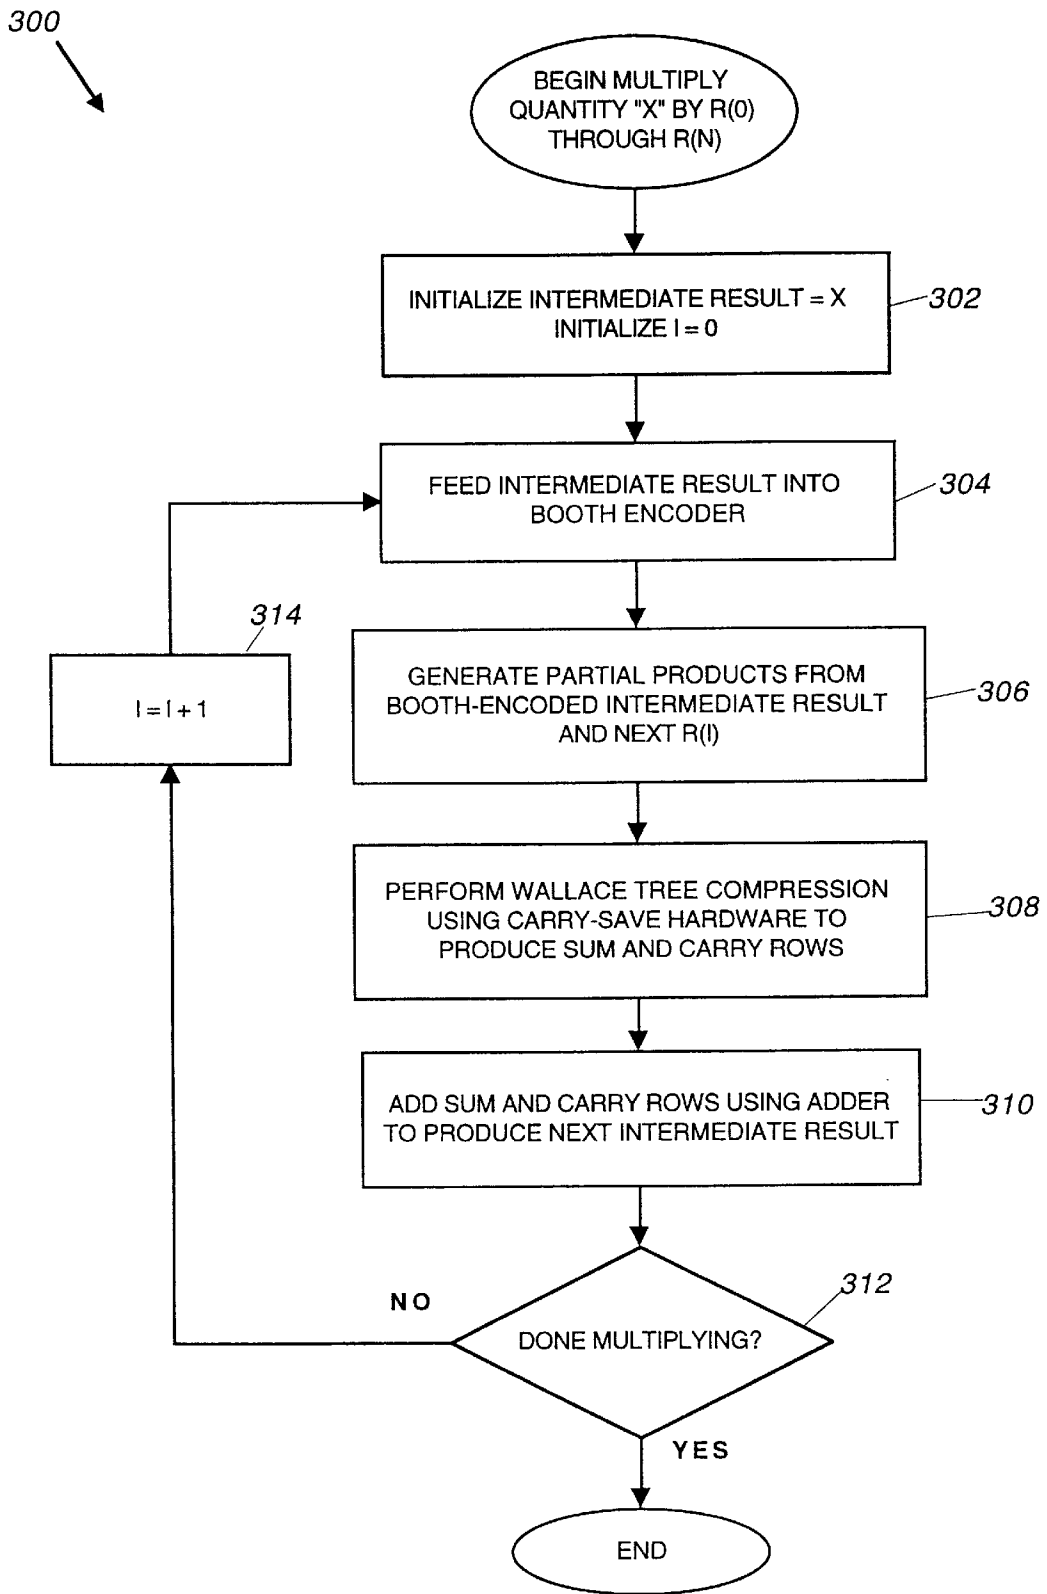 300
BEGIN MULTIPLY
QUANTITY "X" BY R(0)
THROUGH R(N)
INITIALIZE INTERMEDIATE RESULT = X
INITIALIZE I = 0
302
FEED INTERMEDIATE RESULT INTO
BOOTH ENCODER
304
314
I = I + 1
GENERATE PARTIAL PRODUCTS FROM
BOOTH-ENCODED INTERMEDIATE RESULT
AND NEXT R(I)
306
PERFORM WALLACE TREE COMPRESSION
USING CARRY-SAVE HARDWARE TO
PRODUCE SUM AND CARRY ROWS
308
ADD SUM AND CARRY ROWS USING ADDER
TO PRODUCE NEXT INTERMEDIATE RESULT
310
NO
312
DONE MULTIPLYING?
YES
END